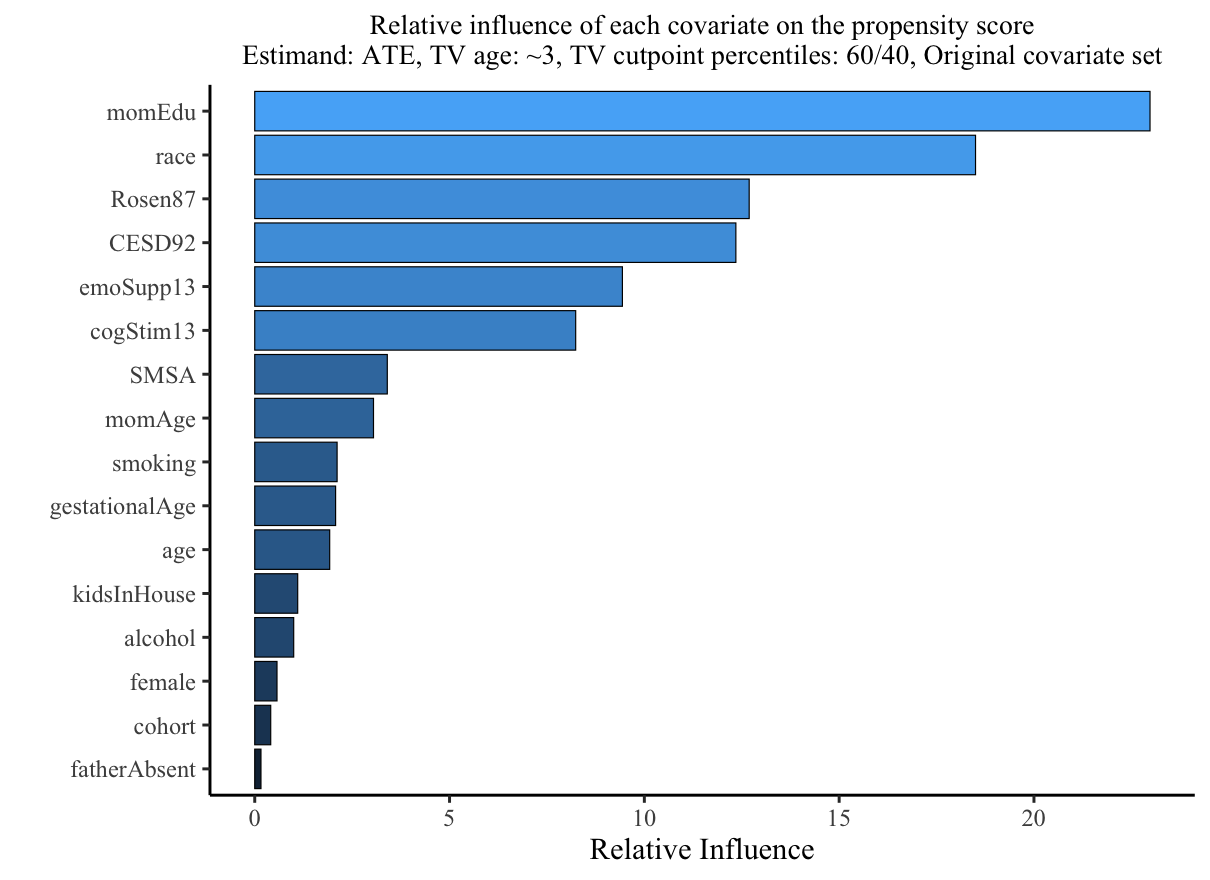 Relative influence of each covariate on the propensity score
Estimand: ATE, TV age: ~3, TV cutpoint percentiles: 60/40, Original covariate set
momEdu
race
Rosen87
CESD92
emoSupp13
cogStim13
SMSA
momAge
smoking
gestationalAge
age
kidsInHouse
alcohol
female
cohort
fatherAbsent
0 5 10 15 20
Relative Influence